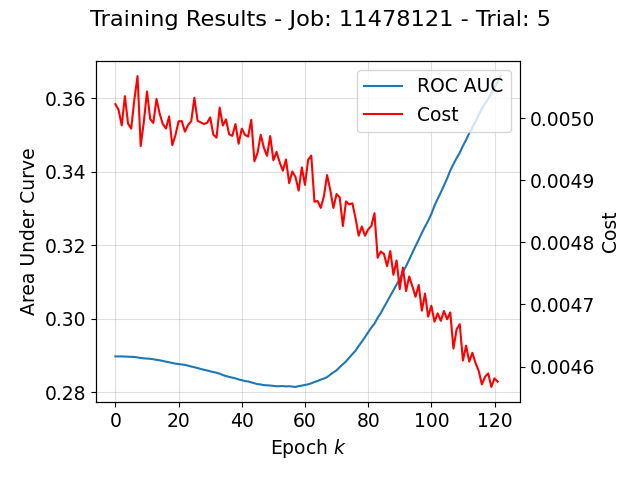 Training Results - Job: 11478121 - Trial: 5
ROC AUC
Cost
0.36
0.34
0.32
0.30
0.28
Area Under Curve
0.0050
0.0049
0.0048
0.0047
0.0046
Cost
0 20 40 60 80 100 120
Epoch k